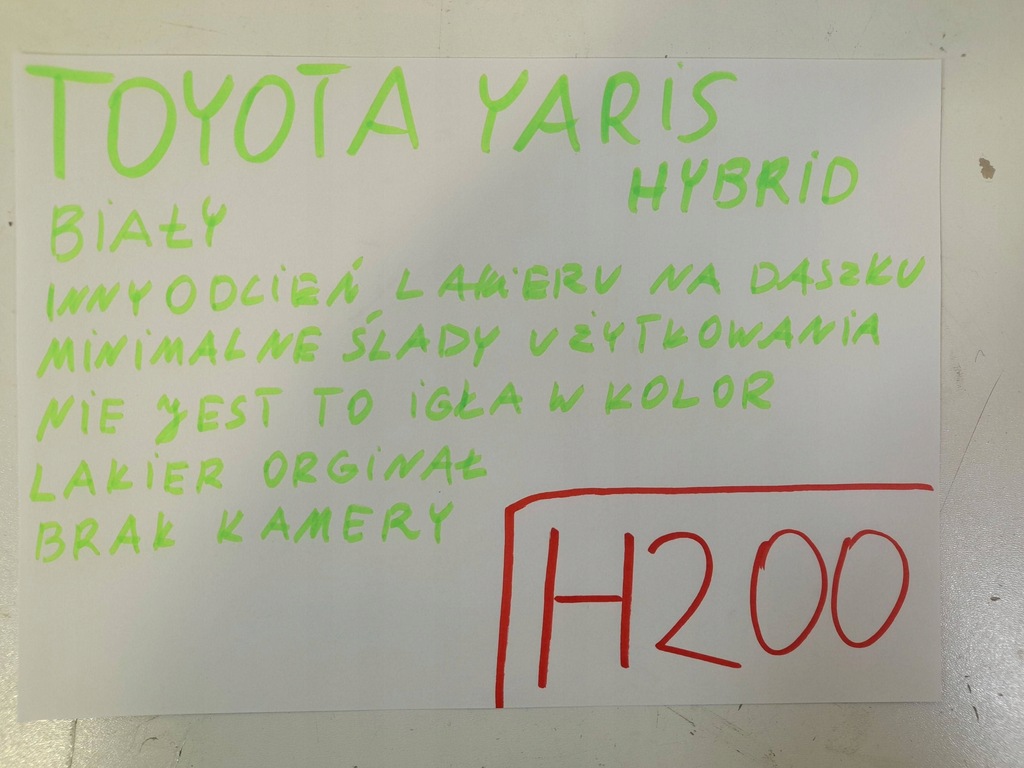 TOYOTA YARiS
HYBRiD
BiAŁY
INNY ODCiEŃ LAKiERU NA DASZKU
MiNiMALNE ŚLADY UŻYTKOWANIA
NiE JEST TO iGŁA W KOLOR
LAKiER ORGiNAŁ
BRAK KAMERY
H200